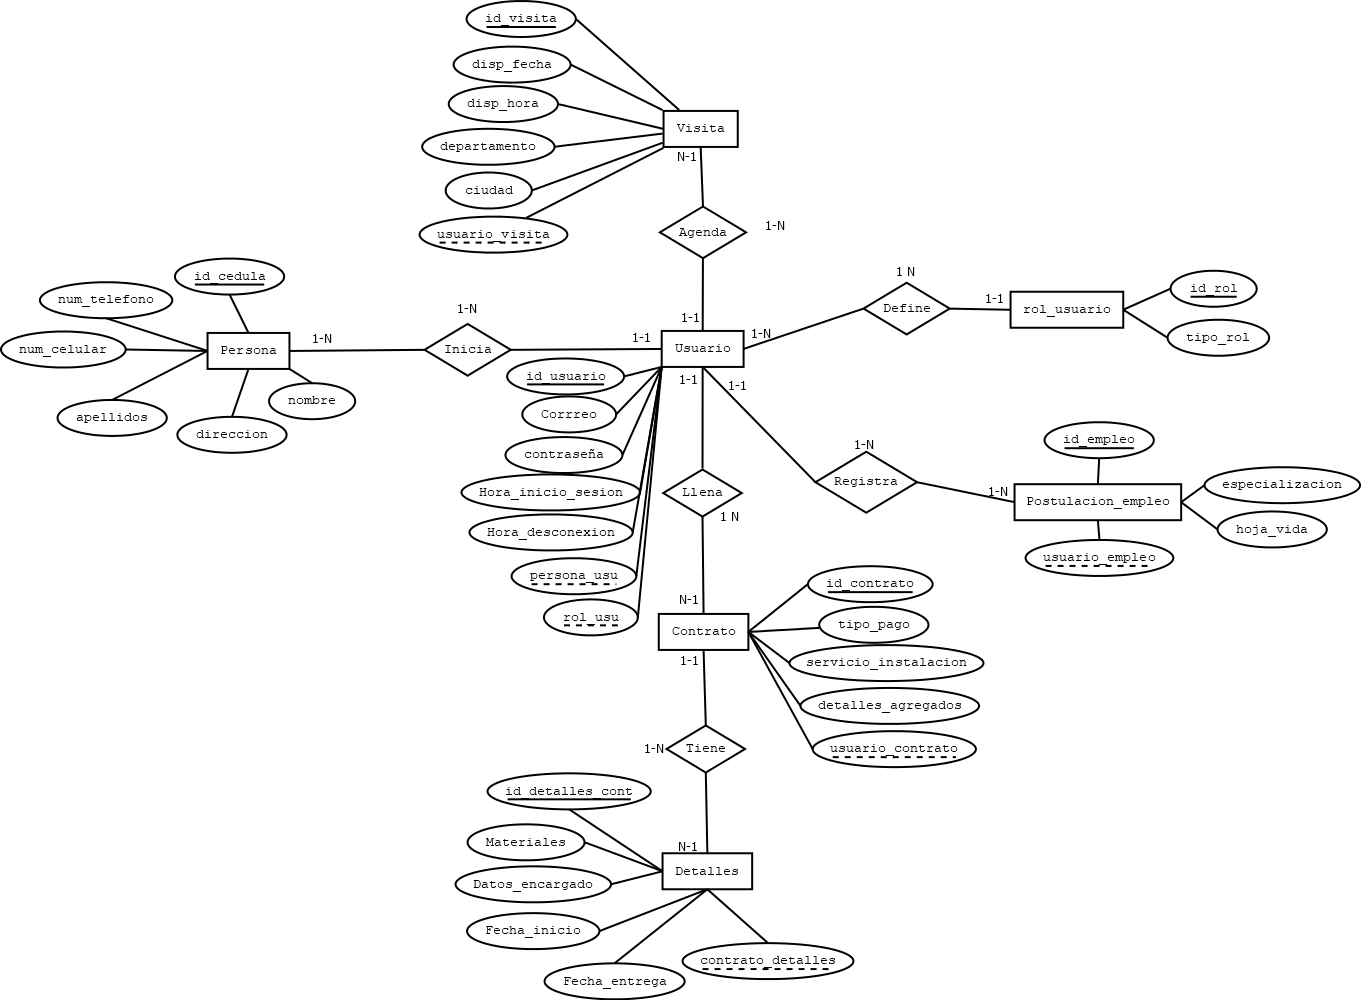 id_visita
disp_fecha
disp_hora
Visita
departamento
N-1
ciudad
usuario_visita
Agenda
1-N
id_cedula
num_telefono
1 N
id_rol
1-N
Define
1-1
rol_usuario
num_celular
Persona
1-N
Inicia
1-1
1-1
Usuario
1-N
tipo_rol
id_usuario
1-1
1-1
nombre
apellidos
direccion
Corrreo
contraseña
1-N
id_empleo
Hora_inicio_sesion
Llena
Registra
1-N
Postulacion_empleo
especializacion
hoja_vida
Hora_desconexion
1 N
usuario_empleo
persona_usu
id_contrato
N-1
rol_usu
Contrato
tipo_pago
1-1
servicio_instalacion
detalles_agregados
1-N
Tiene
usuario_contrato
id_detalles_cont
Materiales
N-1
Detalles
Datos_encargado
Fecha_inicio
contrato_detalles
Fecha_entrega